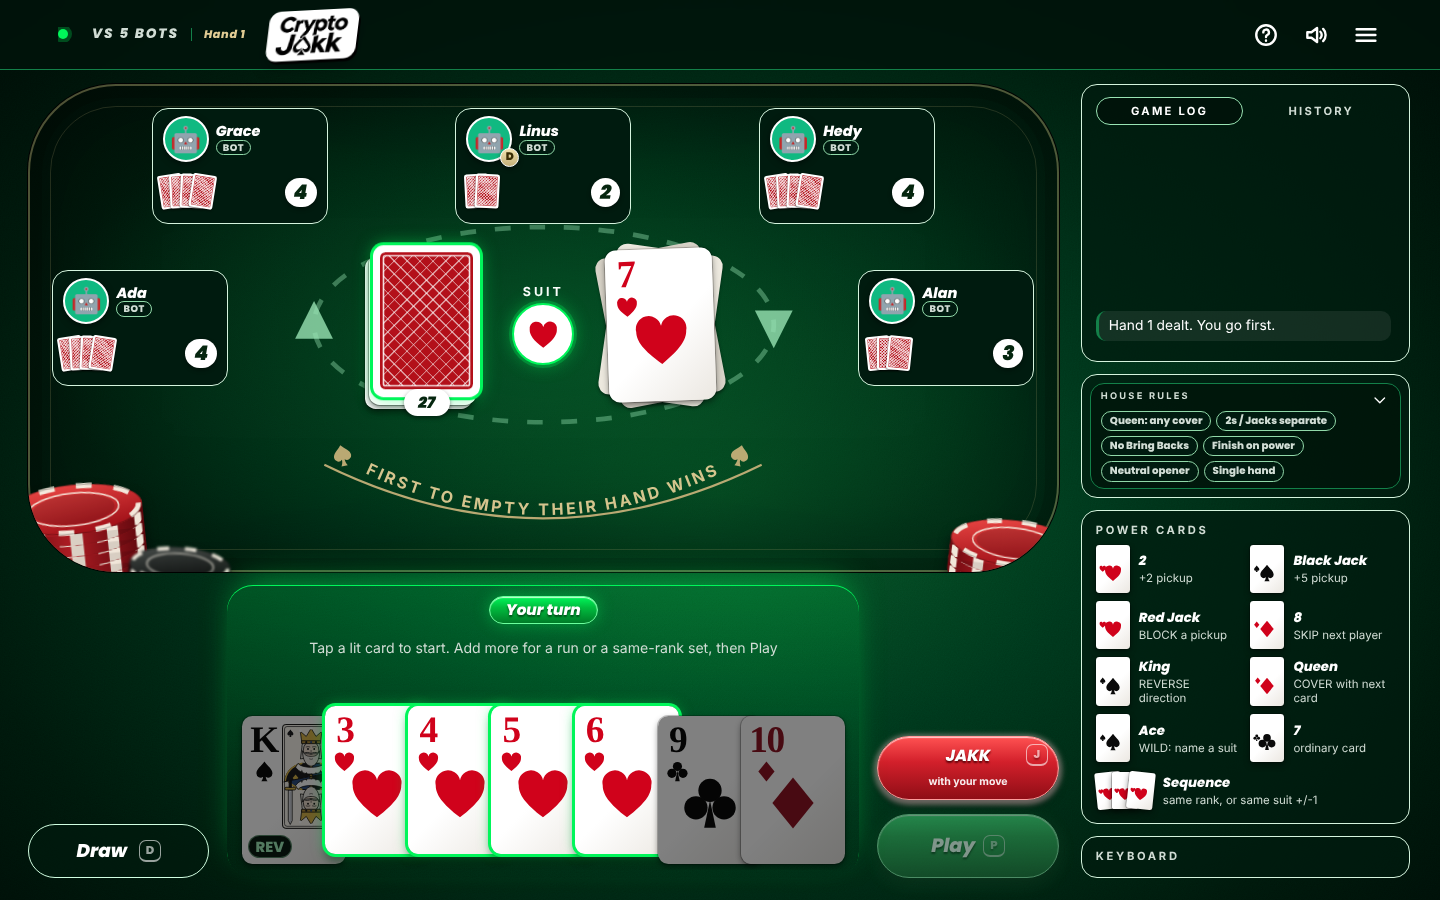 VS 5 BOTS
Hand 1
Crypto
Jakk
Grace
BOT
4
Linus
D
BOT
2
Hedy
BOT
4
Ada
BOT
4
Alan
BOT
3
27
SUIT
7
FIRST TO EMPTY THEIR HAND WINS
Your turn
Tap a lit card to start. Add more for a run or a same-rank set, then Play
K
REV
3
4
5
6
9
10
Draw D
JAKK J
with your move
Play P
GAME LOG
HISTORY
Hand 1 dealt. You go first.
HOUSE RULES
Queen: any cover
2s / Jacks separate
No Bring Backs
Finish on power
Neutral opener
Single hand
POWER CARDS
2
+2 pickup
Black Jack
+5 pickup
Red Jack
BLOCK a pickup
8
SKIP next player
King
REVERSE
direction
Queen
COVER with next
card
Ace
WILD: name a suit
7
ordinary card
Sequence
same rank, or same suit +/-1
KEYBOARD